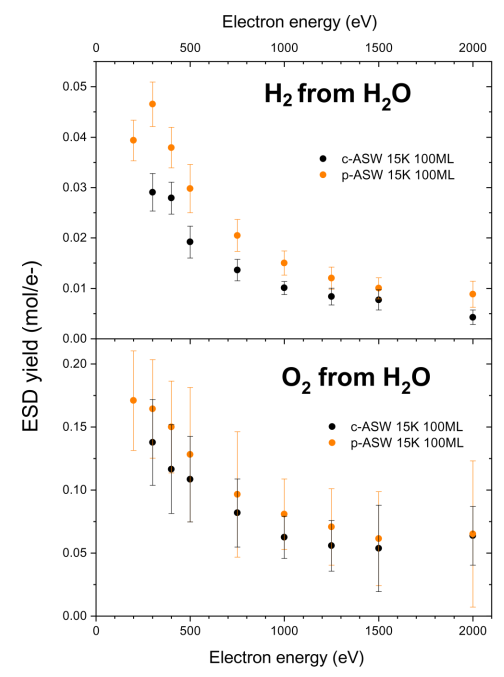 Electron energy (eV)
0 500 1000 1500 2000
0.05
H₂ from H₂O
0.04
c-ASW 15K 100ML
p-ASW 15K 100ML
0.03
0.02
0.01
0.00
ESD yield (mol/e-)
0.20
O₂ from H₂O
0.15
c-ASW 15K 100ML
p-ASW 15K 100ML
0.10
0.05
0.00
0 500 1000 1500 2000
Electron energy (eV)